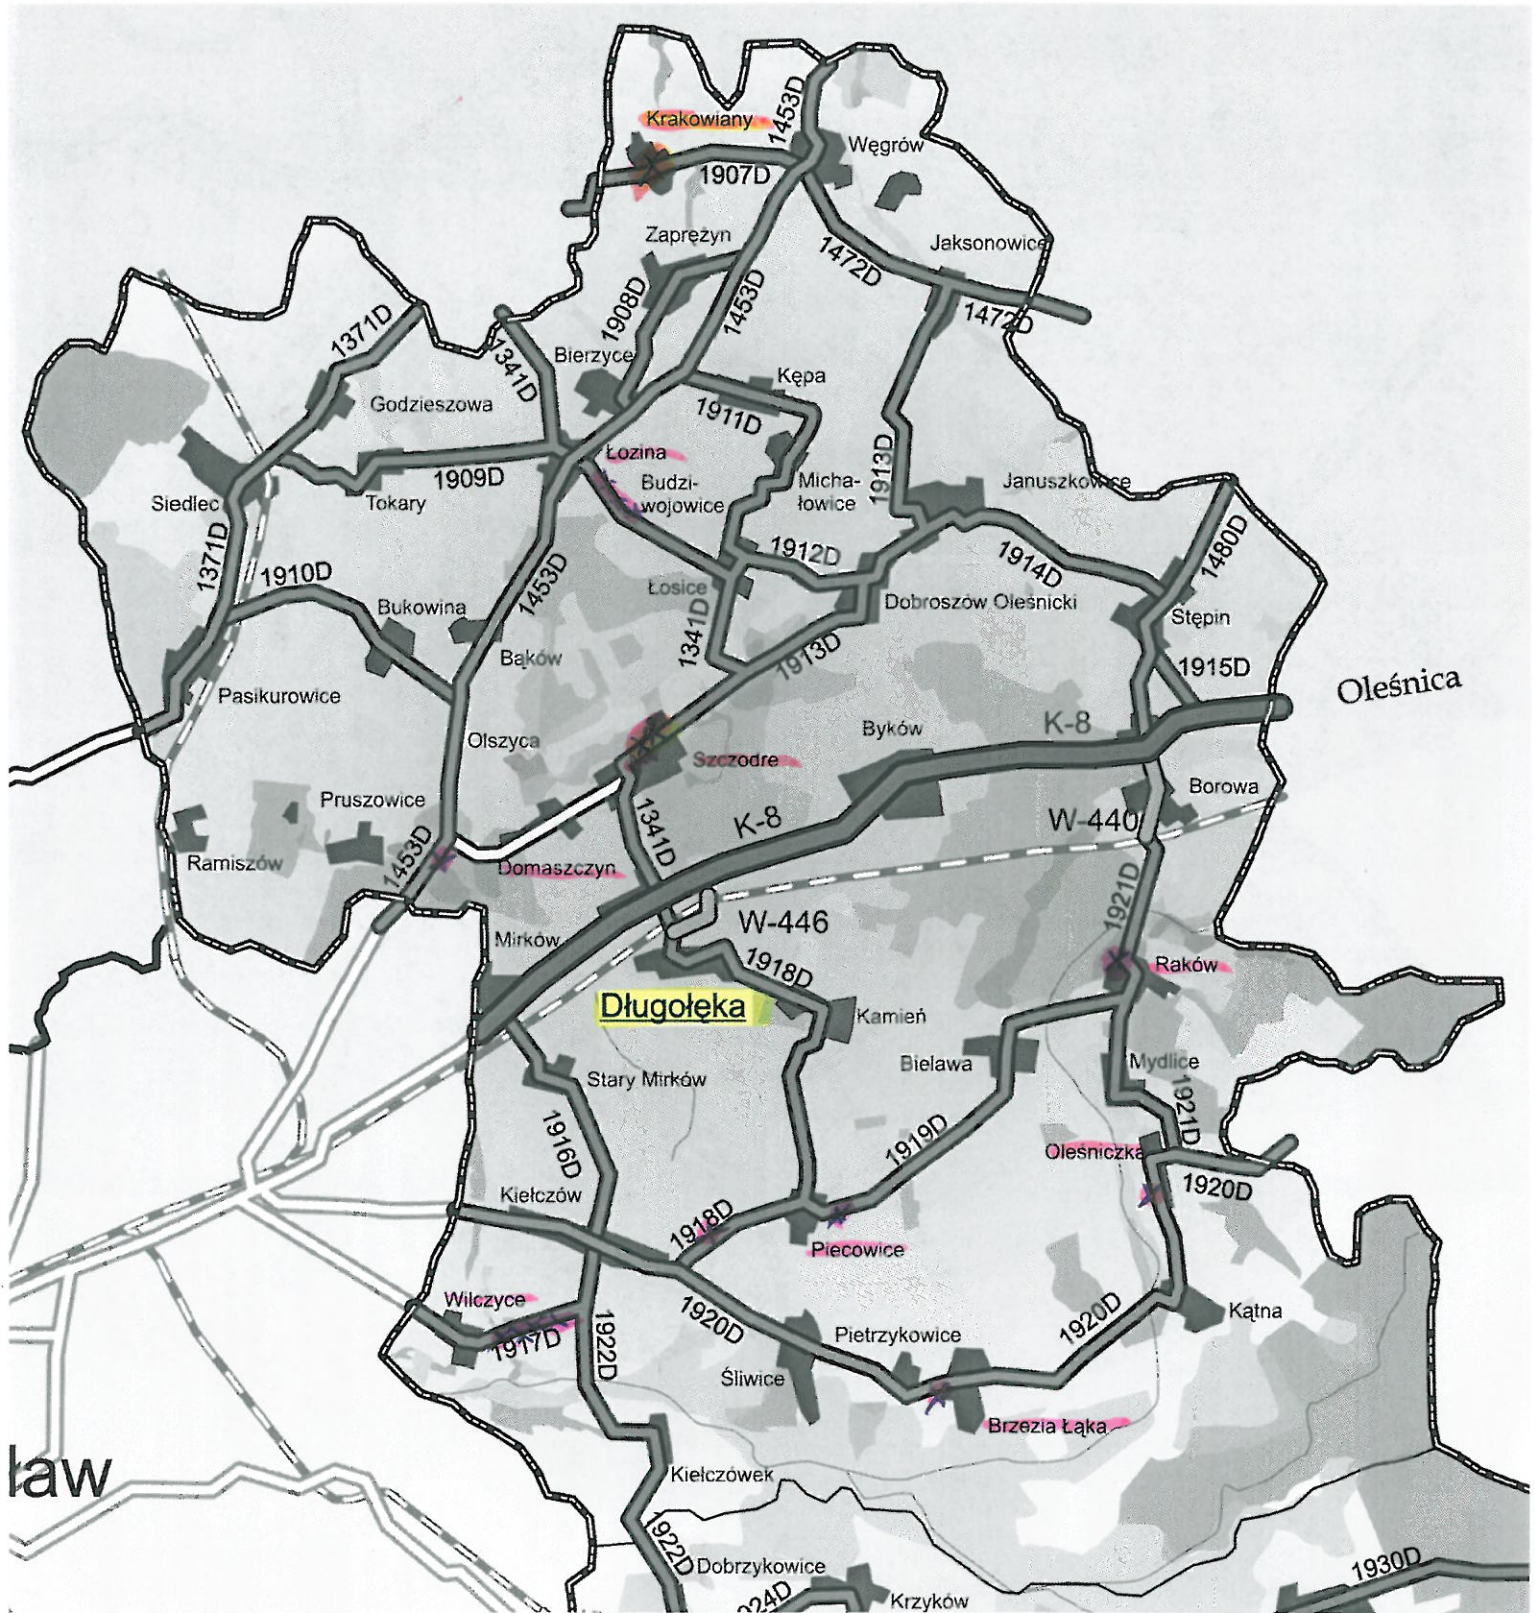 1453D
Krakowiany
Węgrów
1907D
Zaprężyn
1472D
Jaksonowice
1908D
1453D
1472D
1371D
1341D
Bierzyce
Kępa
Godzieszowa
1911D
Łozina
1913D
1909D
Budzi-
wojowice
Micha-
łowice
Januszkowice
Siedlec
Tokary
1371D
1910D
1453D
1912D
1914D
1480D
Bukowina
Łosice
Dobroszów Oleśnicki
Stępin
1341D
Bąków
1913D
1915D
Pasikurowice
Oleśnica
Olszyca
Byków
K-8
Szczodre
Borowa
Pruszowice
1341D
K-8
W-440
Ramiszów
1453D
Domaszczyn
1921D
W-446
Mirków
1918D
Raków
Długołęka
Kamień
Bielawa
Mydlice
Stary Mirków
1921D
1916D
1919D
Oleśniczka
1920D
Kiełczów
1918D
Piecowice
Wilczyce
1917D
1922D
1920D
Pietrzykowice
1920D
Kątna
Śliwice
Brzezia Łąka
ław
Kiełczówek
1922D
Dobrzykowice
1930D
924D
Krzyków